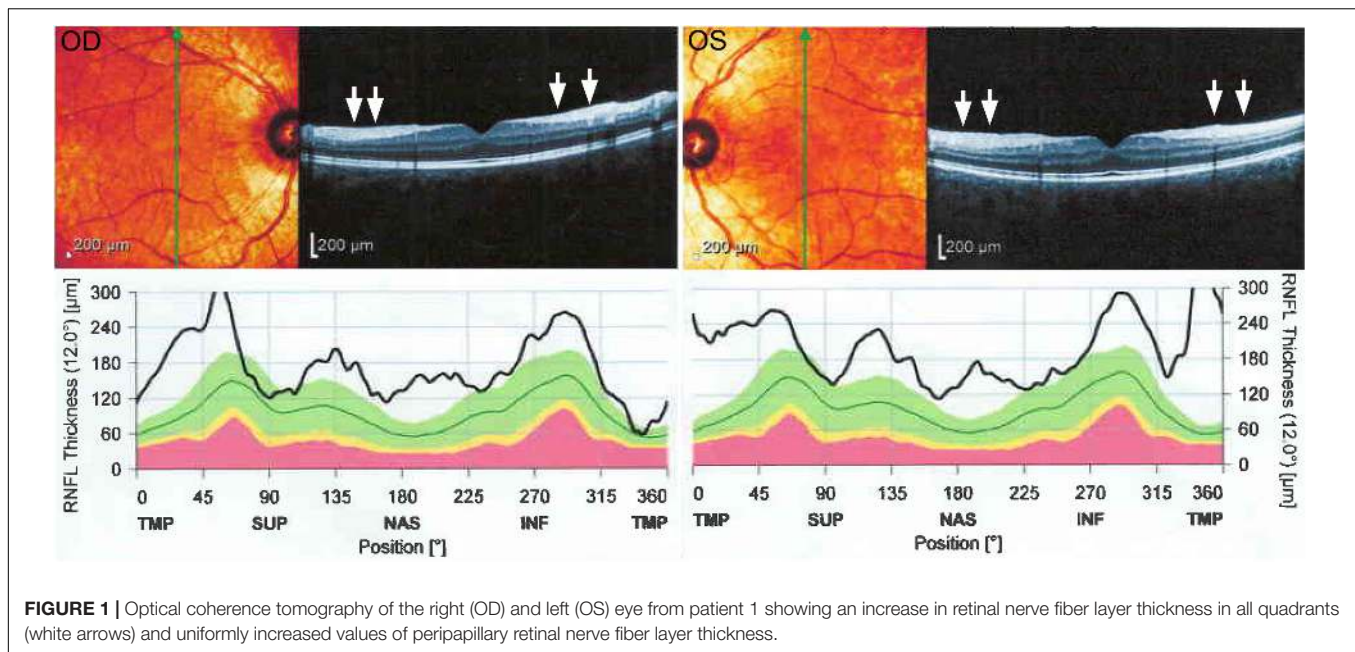 OD
OS
200 µm
200 µm
200 µm
200 µm
RNFL Thickness (12.0°) [µm]
300
240
180
120
60
0
0 45 90 135 180 225 270 315 360
TMP SUP NAS INF TMP
Position [°]
300
240
180
120
60
0
RNFL Thickness (12.0°) [µm]
0 45 90 135 180 225 270 315 360
TMP SUP NAS INF TMP
Position [°]
FIGURE 1 | Optical coherence tomography of the right (OD) and left (OS) eye from patient 1 showing an increase in retinal nerve fiber layer thickness in all quadrants
(white arrows) and uniformly increased values of peripapillary retinal nerve fiber layer thickness.